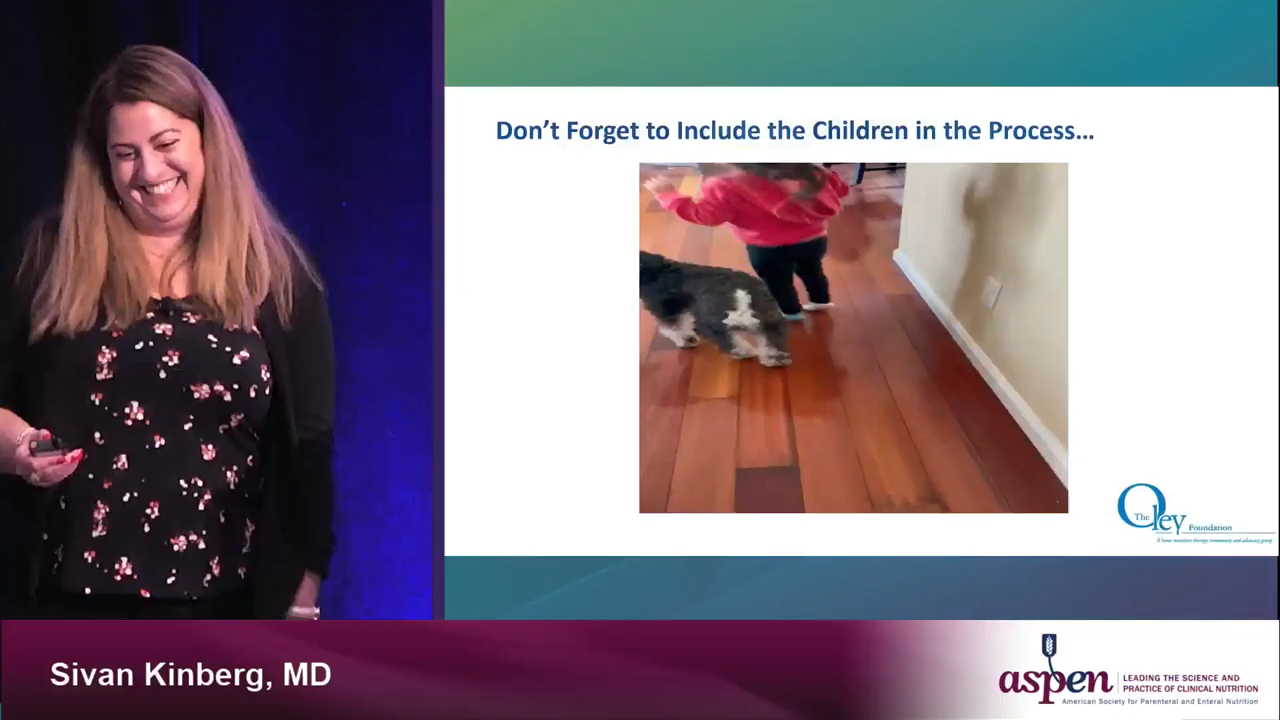 Don't Forget to Include the Children in the Process...
The Oley Foundation
A home nutrition therapy community and advocacy group
Sivan Kinberg, MD
aspen
LEADING THE SCIENCE AND
PRACTICE OF CLINICAL NUTRITION
American Society for Parenteral and Enteral Nutrition